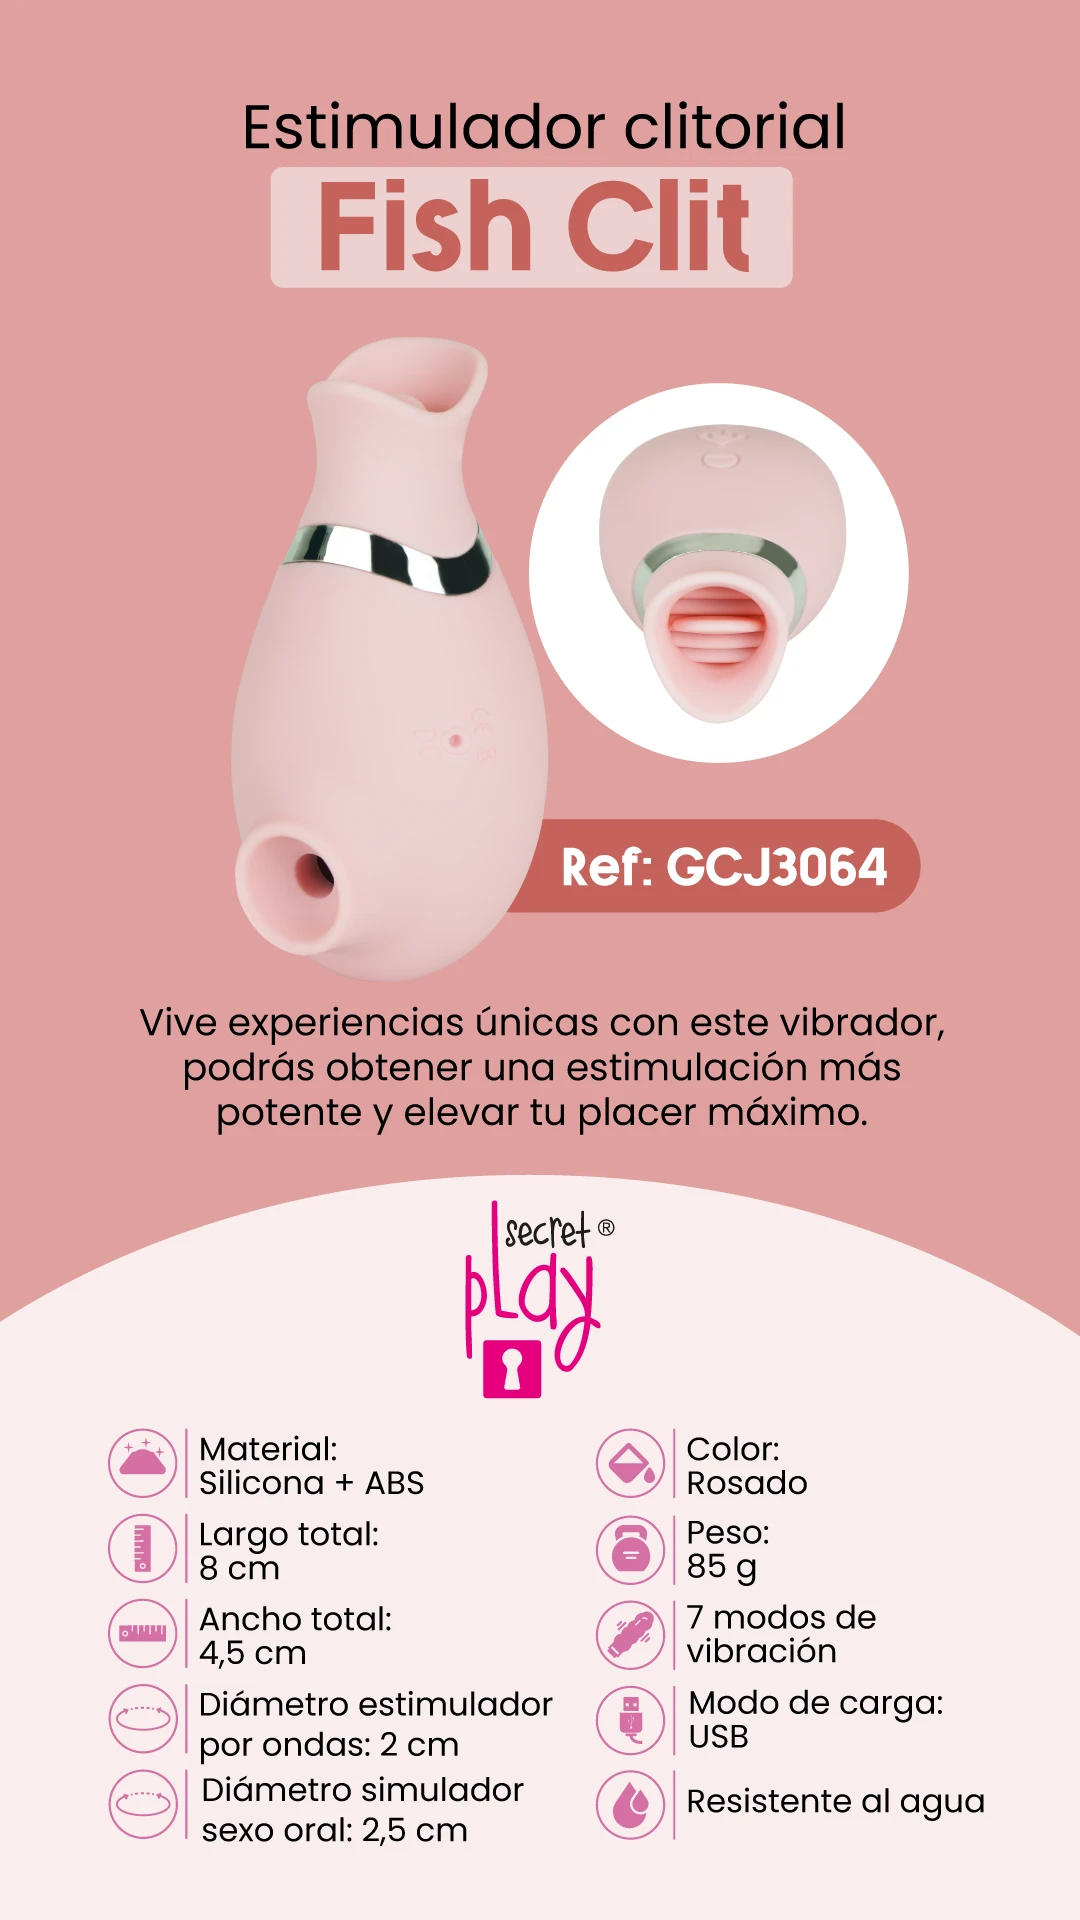 Estimulador clitorial
Fish Clit
Ref: GCJ3064
Vive experiencias únicas con este vibrador,
podrás obtener una estimulación más
potente y elevar tu placer máximo.
secret ®
play
Material:
Silicona + ABS
Largo total:
8 cm
Ancho total:
4,5 cm
Diámetro estimulador
por ondas: 2 cm
Diámetro simulador
sexo oral: 2,5 cm
Color:
Rosado
Peso:
85 g
7 modos de
vibración
Modo de carga:
USB
Resistente al agua